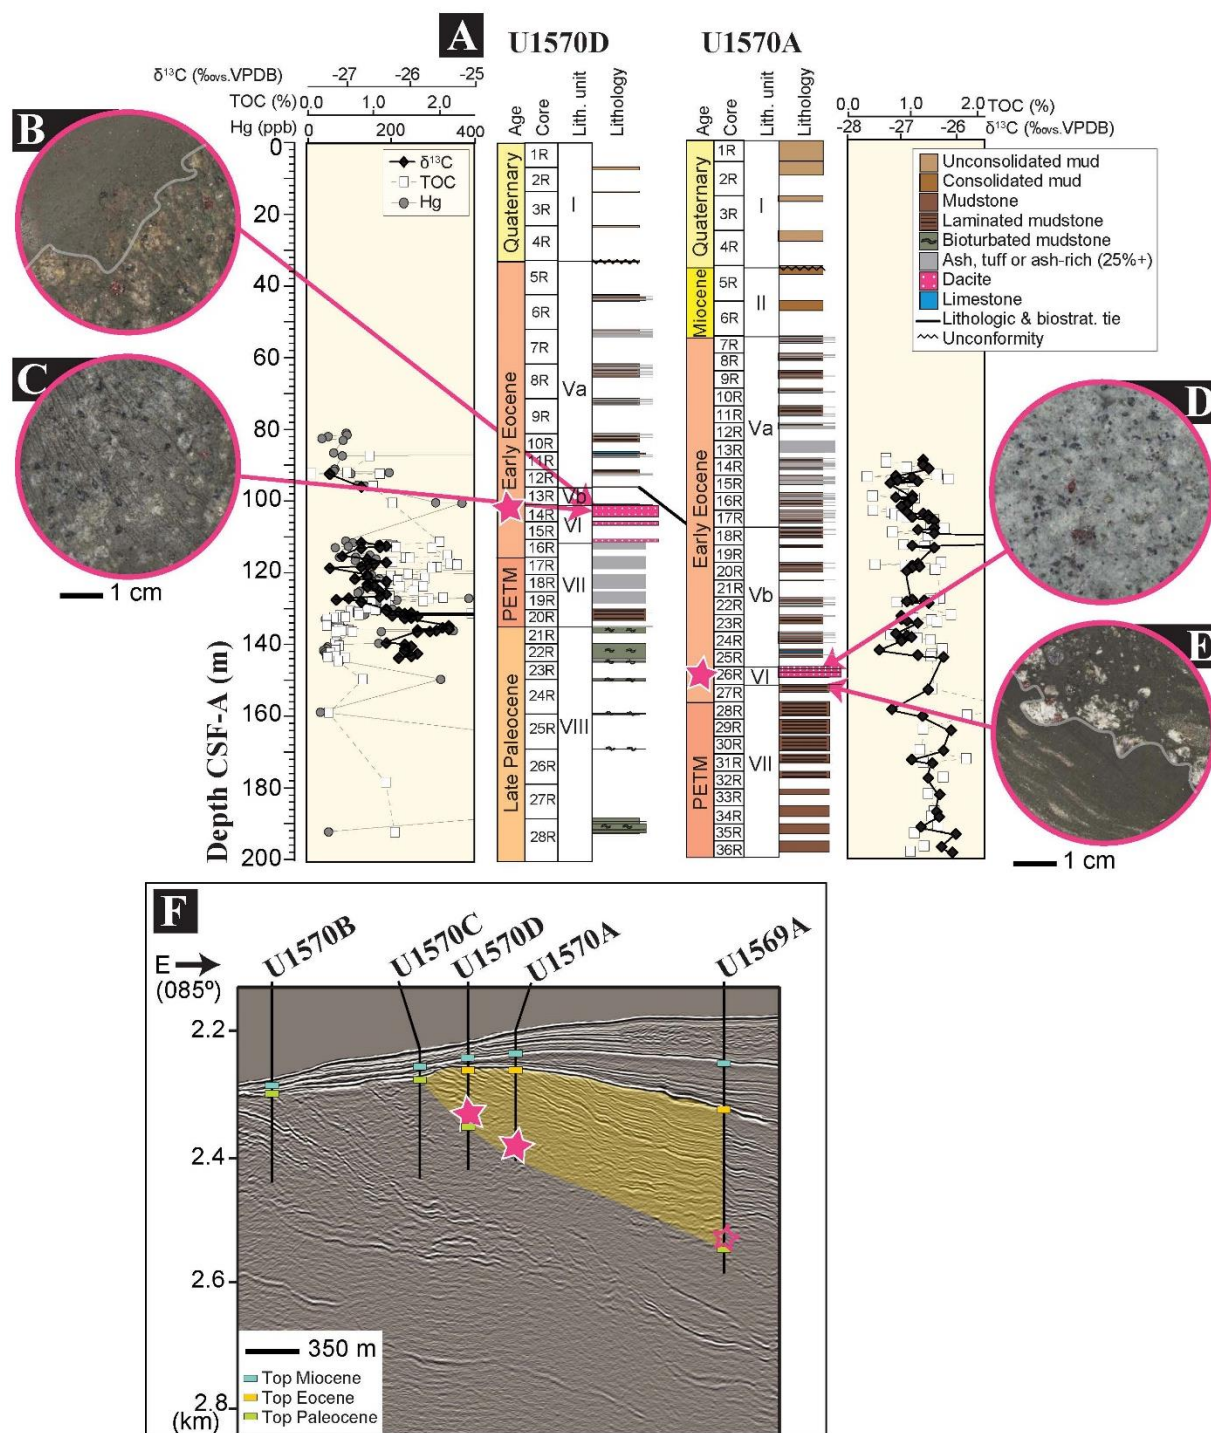 A
U1570D
U1570A
δ¹³C (‰vs.VPDB)
-27
-26
-25
TOC (%)
0.0
1.0
2.0
Hg (ppb)
0
200
400
Age
Core
Lith. unit
Lithology
Age
Core
Lith. unit
Lithology
0.0
1.0
2.0
TOC (%)
-28
-27
-26
δ¹³C (‰vs.VPDB)
B
C
1 cm
D
E
1 cm
δ¹³C
TOC
Hg
Depth CSF-A (m)
0
20
40
60
80
100
120
140
160
180
200
Quaternary
Early Eocene
PETM
Late Paleocene
1R
2R
3R
4R
5R
6R
7R
8R
9R
10R
11R
12R
13R
14R
15R
16R
17R
18R
19R
20R
21R
22R
23R
24R
25R
26R
27R
28R
I
Va
Vb
VI
VII
VIII
Quaternary
Miocene
Early Eocene
PETM
1R
2R
3R
4R
5R
6R
7R
8R
9R
10R
11R
12R
13R
14R
15R
16R
17R
18R
19R
20R
21R
22R
23R
24R
25R
26R
27R
28R
29R
30R
31R
32R
33R
34R
35R
36R
I
II
Va
Vb
VI
VII
Unconsolidated mud
Consolidated mud
Mudstone
Laminated mudstone
Bioturbated mudstone
Ash, tuff or ash-rich (25%+)
Dacite
Limestone
Lithologic & biostrat. tie
Unconformity
F
E
(085º)
U1570B
U1570C
U1570D
U1570A
U1569A
2.2
2.4
2.6
2.8
(km)
350 m
Top Miocene
Top Eocene
Top Paleocene